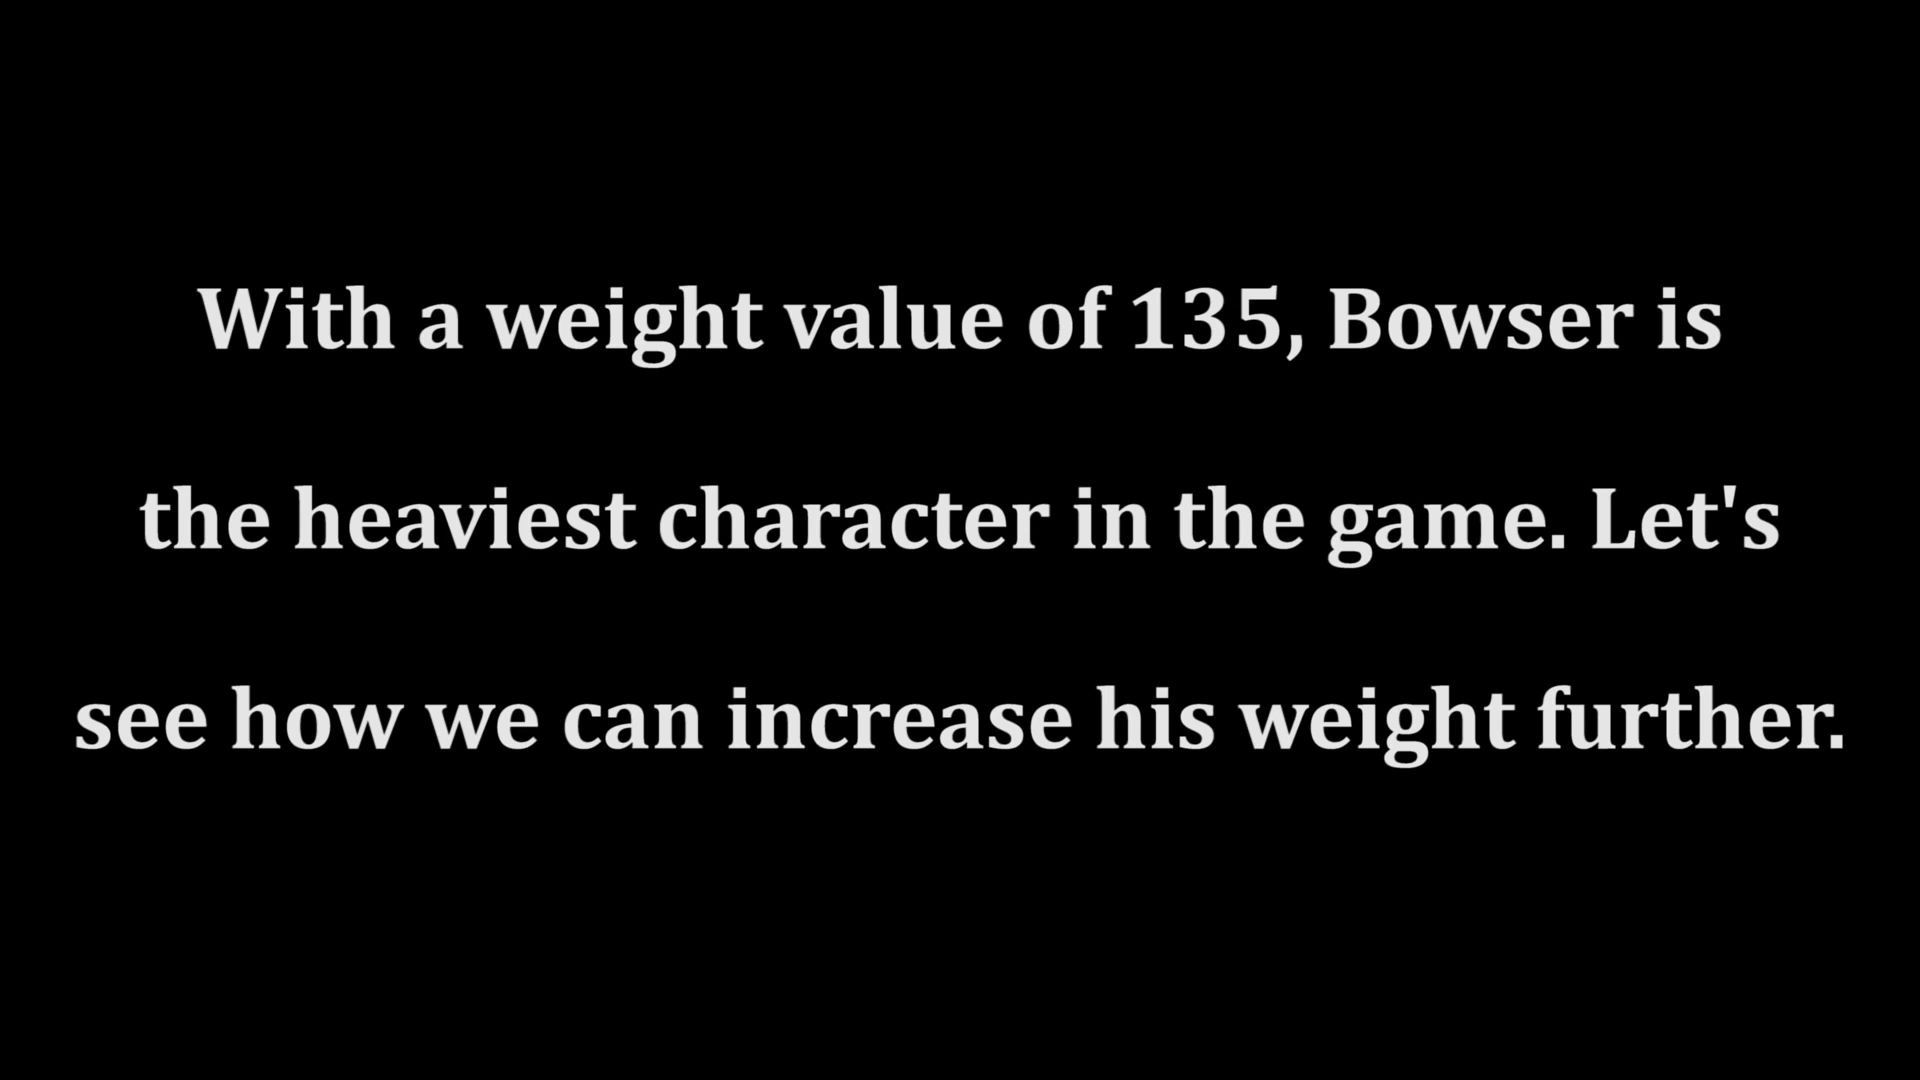 With a weight value of 135, Bowser is
the heaviest character in the game. Let's
see how we can increase his weight further.